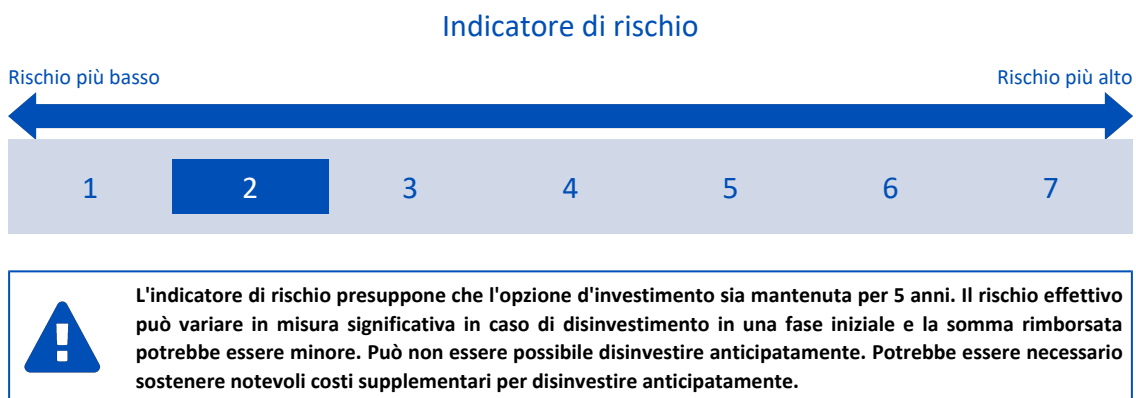 Indicatore di rischio
Rischio più basso
Rischio più alto
1 2 3 4 5 6 7
L'indicatore di rischio presuppone che l'opzione d'investimento sia mantenuta per 5 anni. Il rischio effettivo
può variare in misura significativa in caso di disinvestimento in una fase iniziale e la somma rimborsata
potrebbe essere minore. Può non essere possibile disinvestire anticipatamente. Potrebbe essere necessario
sostenere notevoli costi supplementari per disinvestire anticipatamente.